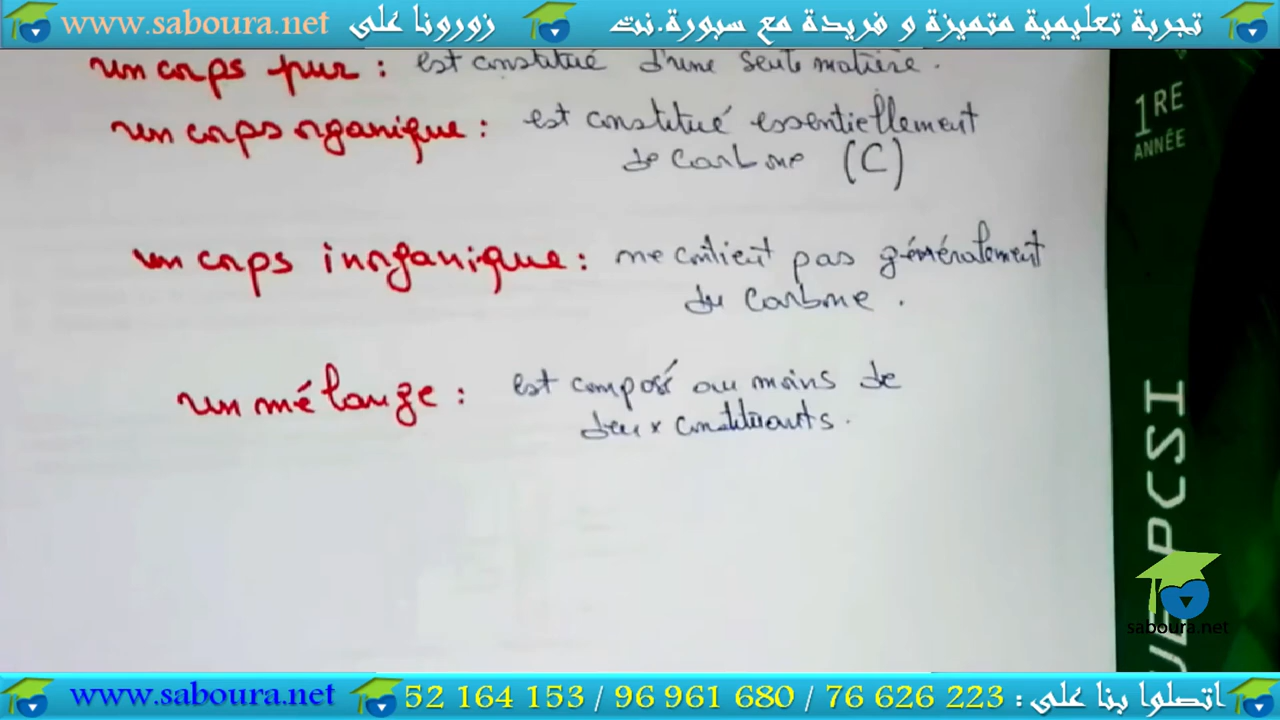 www.saboura.net زورونا على تجربة تعليمية متميزة و فريدة مع سبورة.نت
un corps pur : est constitué d'une seule matière .
un corps organique : est constitué essentiellement
de carbone (C)
un corps inorganique : ne contient pas généralement
du carbone .
un mélange : est composé au moins de
deux constituants .
1RE
ANNÉE
PCSI
saboura.net
www.saboura.net 52 164 153 / 96 961 680 / 76 626 223 : اتصلوا بنا على